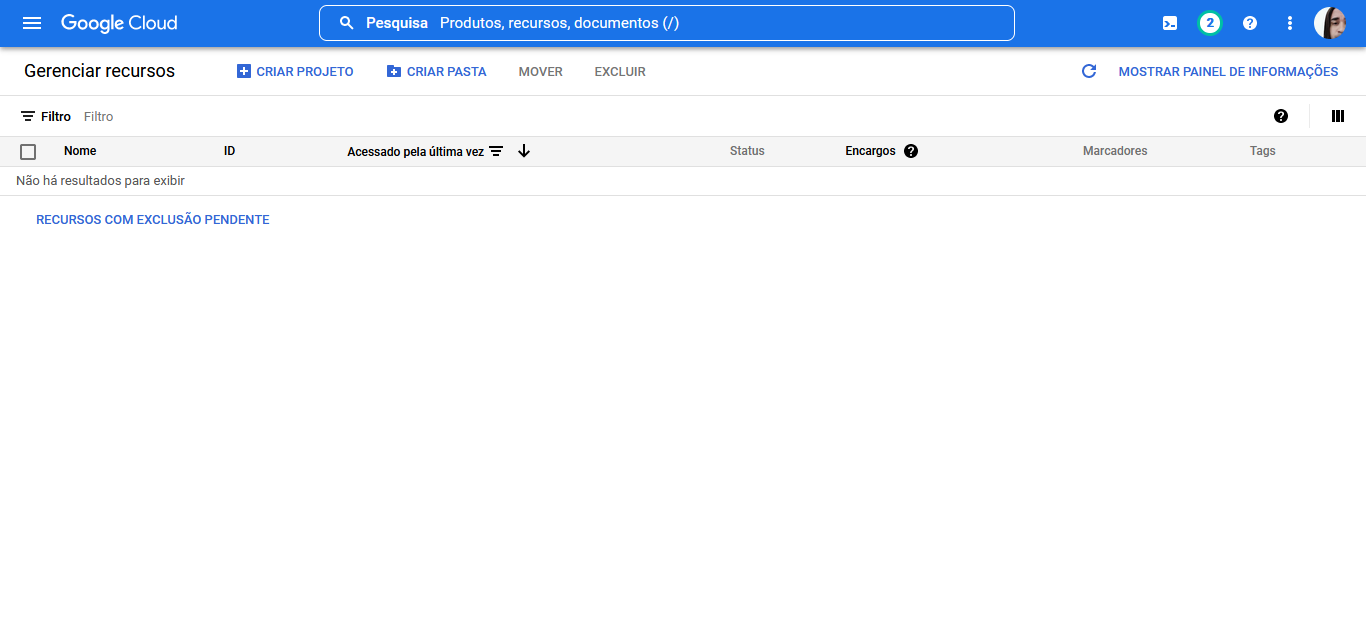 Google Cloud
Pesquisa Produtos, recursos, documentos (/)
2
Gerenciar recursos
CRIAR PROJETO
CRIAR PASTA
MOVER
EXCLUIR
MOSTRAR PAINEL DE INFORMAÇÕES
Filtro Filtro
Nome ID Acessado pela última vez Status Encargos Marcadores Tags
Não há resultados para exibir
RECURSOS COM EXCLUSÃO PENDENTE